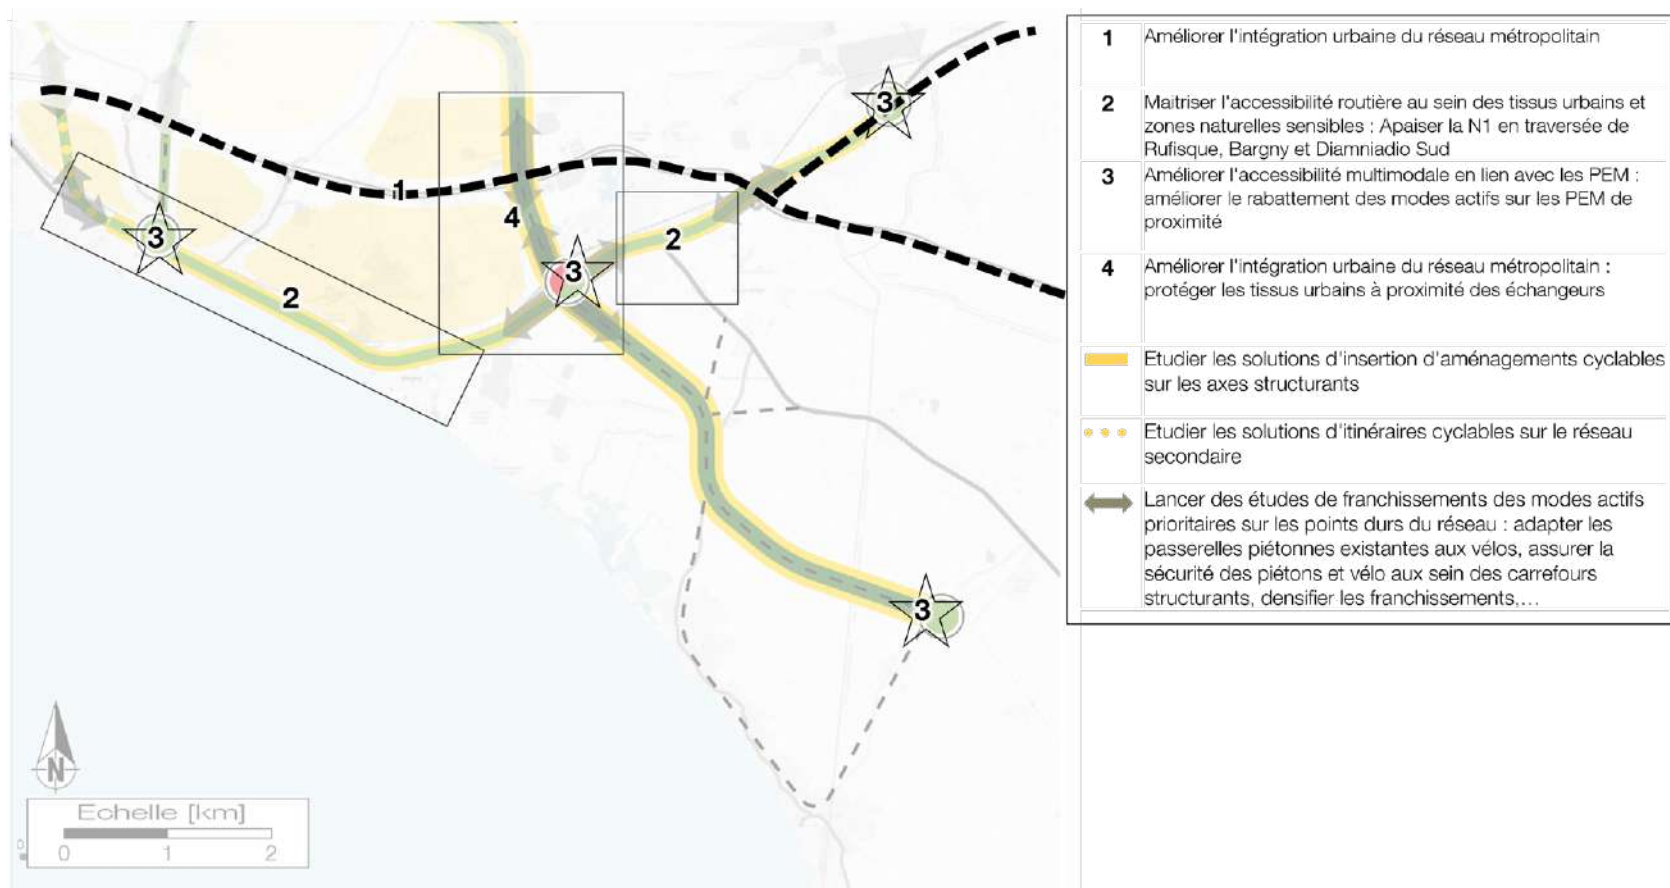 3
1
4
3
2
3
2
3
N
Echelle [km]
0 1 2
1 Améliorer l'intégration urbaine du réseau métropolitain
2 Maitriser l'accessibilité routière au sein des tissus urbains et
zones naturelles sensibles : Apaiser la N1 en traversée de
Rufisque, Bargny et Diamniadio Sud
3 Améliorer l'accessibilité multimodale en lien avec les PEM :
améliorer le rabattement des modes actifs sur les PEM de
proximité
4 Améliorer l'intégration urbaine du réseau métropolitain :
protéger les tissus urbains à proximité des échangeurs
Etudier les solutions d'insertion d'aménagements cyclables
sur les axes structurants
Etudier les solutions d'itinéraires cyclables sur le réseau
secondaire
Lancer des études de franchissements des modes actifs
prioritaires sur les points durs du réseau : adapter les
passerelles piétonnes existantes aux vélos, assurer la
sécurité des piétons et vélo aux sein des carrefours
structurants, densifier les franchissements,...